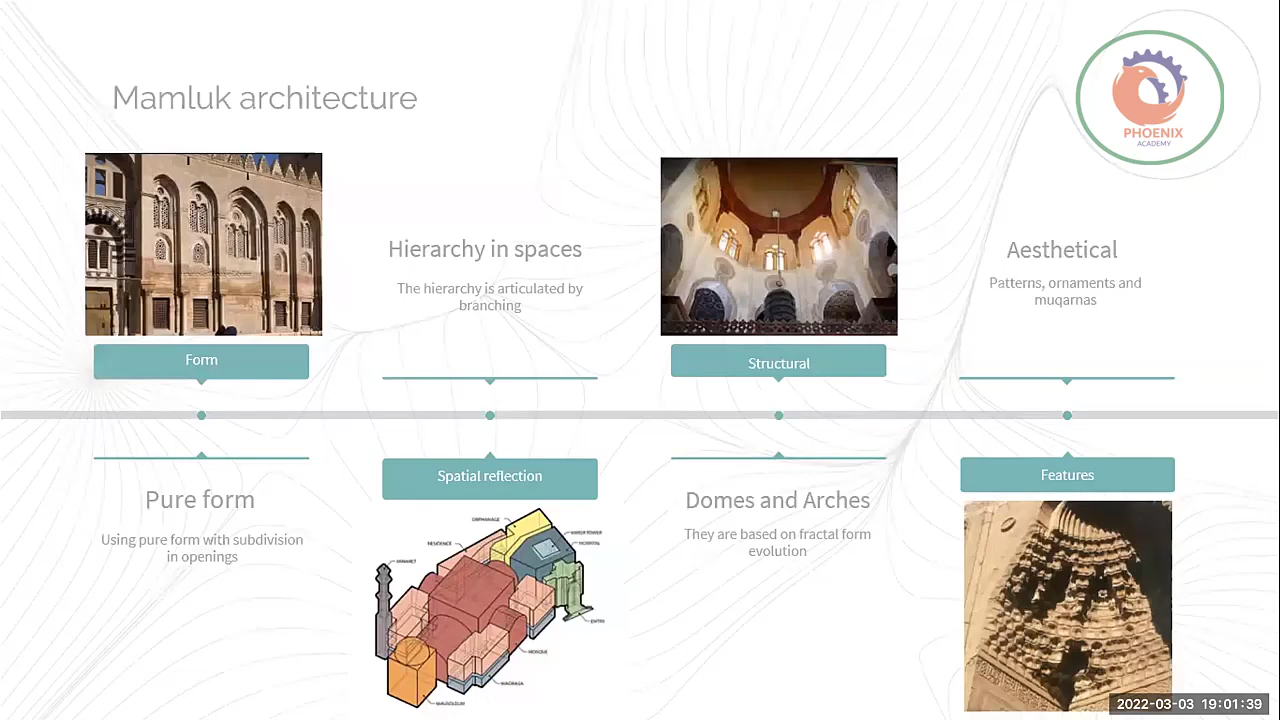 Mamluk architecture
PHOENIX
ACADEMY
Form
Pure form
Using pure form with subdivision
in openings
Hierarchy in spaces
The hierarchy is articulated by
branching
Spatial reflection
ORPHANAGE
RESIDENCE
MINARET
HOSPITAL
ENTRY
MOSQUE
MADRASA
MAUSOLEUM
Structural
Domes and Arches
They are based on fractal form
evolution
Aesthetical
Patterns, ornaments and
muqarnas
Features
2022-03-03 19:01:39